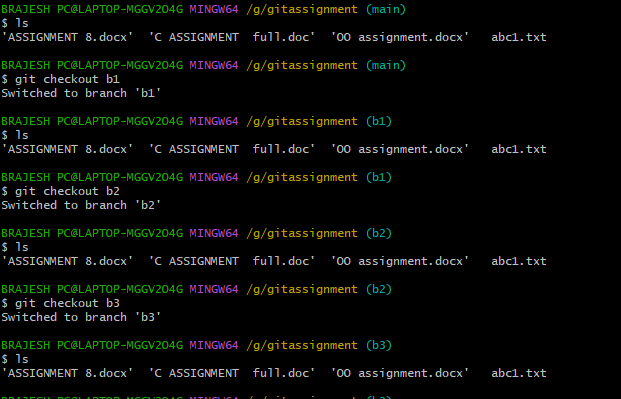 BRAJESH PC@LAPTOP-MGGV2O4G MINGW64 /g/gitassignment (main)
$ ls
'ASSIGNMENT 8.docx'  'C ASSIGNMENT  full.doc'  'OO assignment.docx'   abc1.txt
BRAJESH PC@LAPTOP-MGGV2O4G MINGW64 /g/gitassignment (main)
$ git checkout b1
Switched to branch 'b1'
BRAJESH PC@LAPTOP-MGGV2O4G MINGW64 /g/gitassignment (b1)
$ ls
'ASSIGNMENT 8.docx'  'C ASSIGNMENT  full.doc'  'OO assignment.docx'   abc1.txt
BRAJESH PC@LAPTOP-MGGV2O4G MINGW64 /g/gitassignment (b1)
$ git checkout b2
Switched to branch 'b2'
BRAJESH PC@LAPTOP-MGGV2O4G MINGW64 /g/gitassignment (b2)
$ ls
'ASSIGNMENT 8.docx'  'C ASSIGNMENT  full.doc'  'OO assignment.docx'   abc1.txt
BRAJESH PC@LAPTOP-MGGV2O4G MINGW64 /g/gitassignment (b2)
$ git checkout b3
Switched to branch 'b3'
BRAJESH PC@LAPTOP-MGGV2O4G MINGW64 /g/gitassignment (b3)
$ ls
'ASSIGNMENT 8.docx'  'C ASSIGNMENT  full.doc'  'OO assignment.docx'   abc1.txt